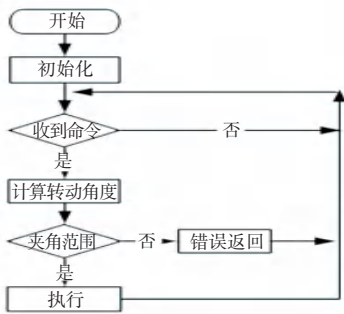 开始
初始化
收到命令
否
是
计算转动角度
夹角范围
否
错误返回
是
执行